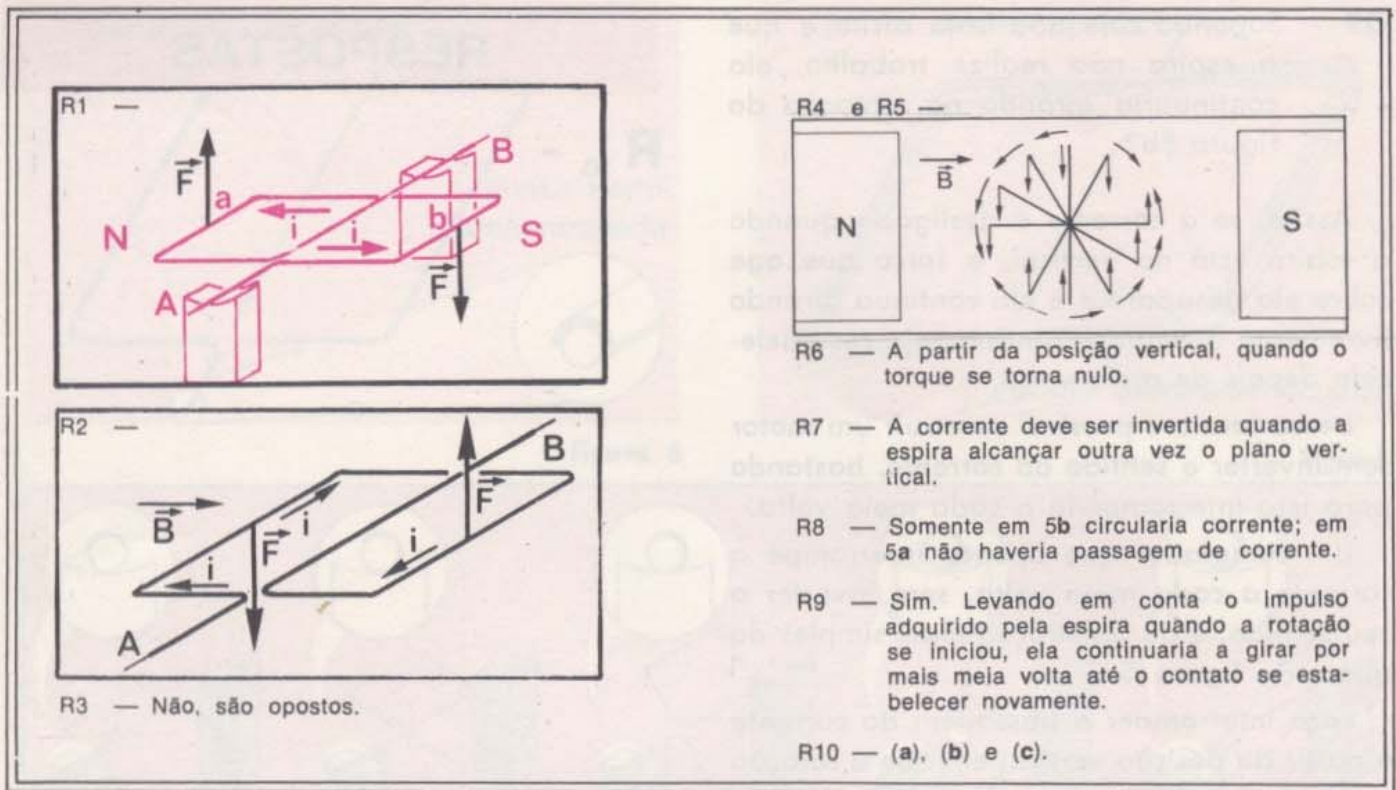 R1 —
F
a
B
N
i
i
b
S
F
A
R2 —
B
B
i
F
F
i
i
A
R3 — Não, são opostos.
R4 e R5 —
B
N
S
R6 — A partir da posição vertical, quando o
torque se torna nulo.
R7 — A corrente deve ser invertida quando a
espira alcançar outra vez o plano ver-
tical.
R8 — Somente em 5b circularia corrente; em
5a não haveria passagem de corrente.
R9 — Sim. Levando em conta o impulso
adquirido pela espira quando a rotação
se iniciou, ela continuaria a girar por
mais meia volta até o contato se esta-
belecer novamente.
R10 — (a), (b) e (c).